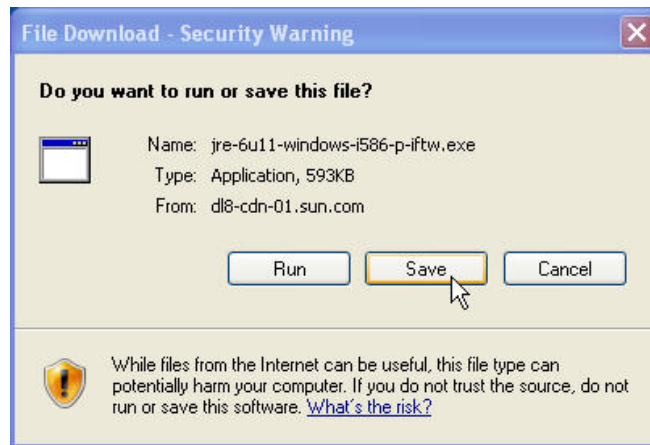 File Download - Security Warning
Do you want to run or save this file?
Name: jre-6u11-windows-i586-p-iftw.exe
Type: Application, 593KB
From: dl8-cdn-01.sun.com
Run Save Cancel
While files from the Internet can be useful, this file type can
potentially harm your computer. If you do not trust the source, do not
run or save this software. What's the risk?